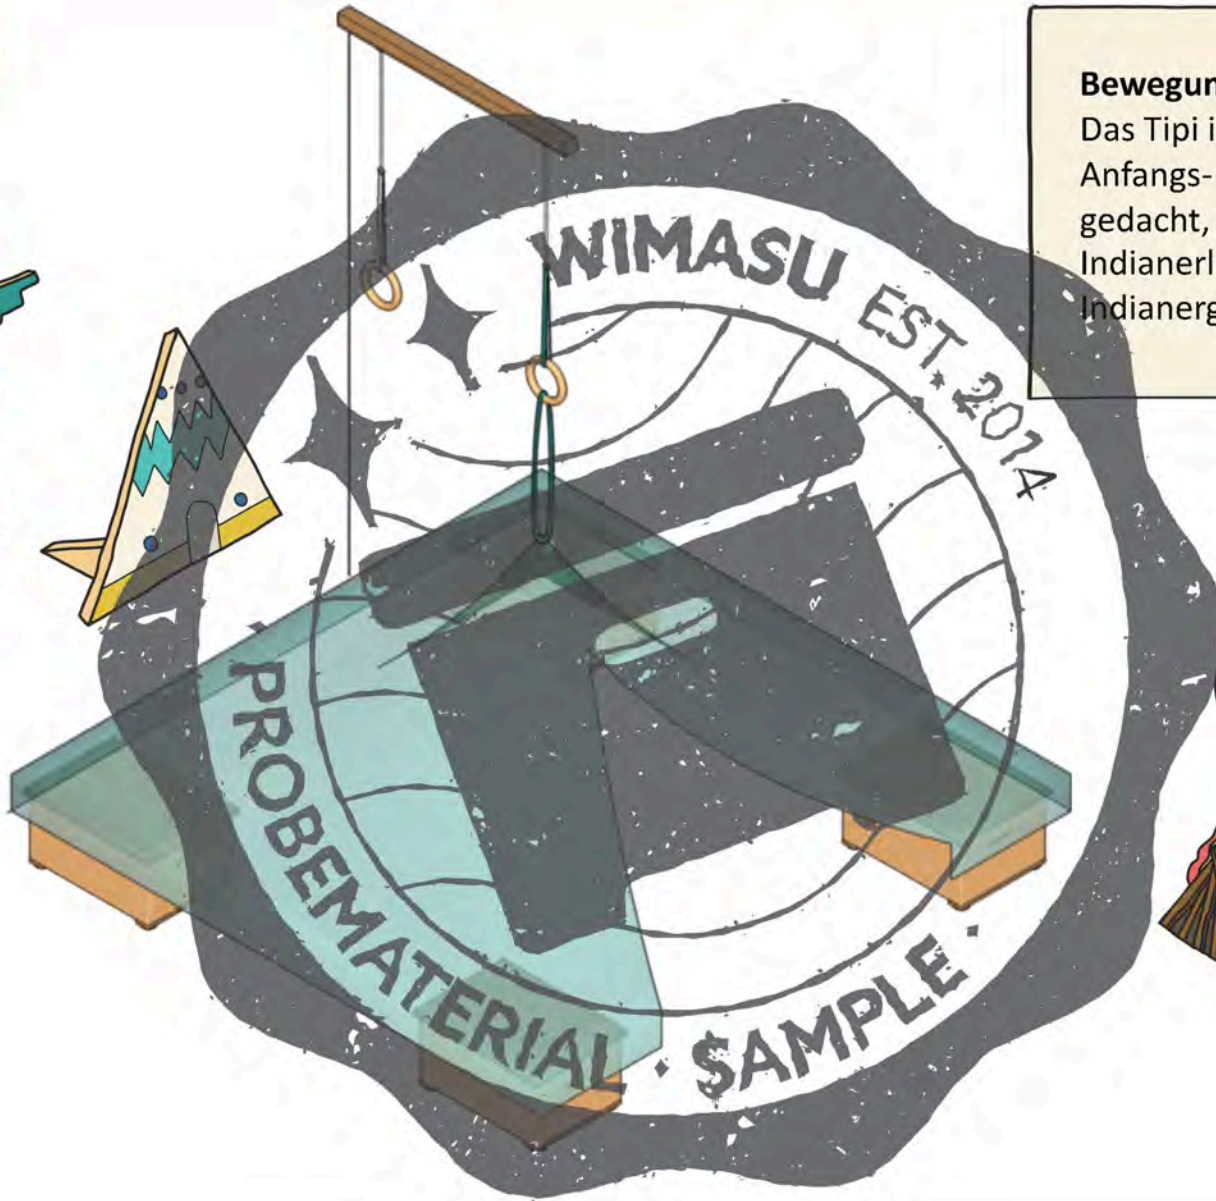 Bewegun
Das Tipi i
Anfangs-
gedacht,
Indianerl
Indianerg
WIMASU EST. 2014
PROBEMATERIAL · SAMPLE ·